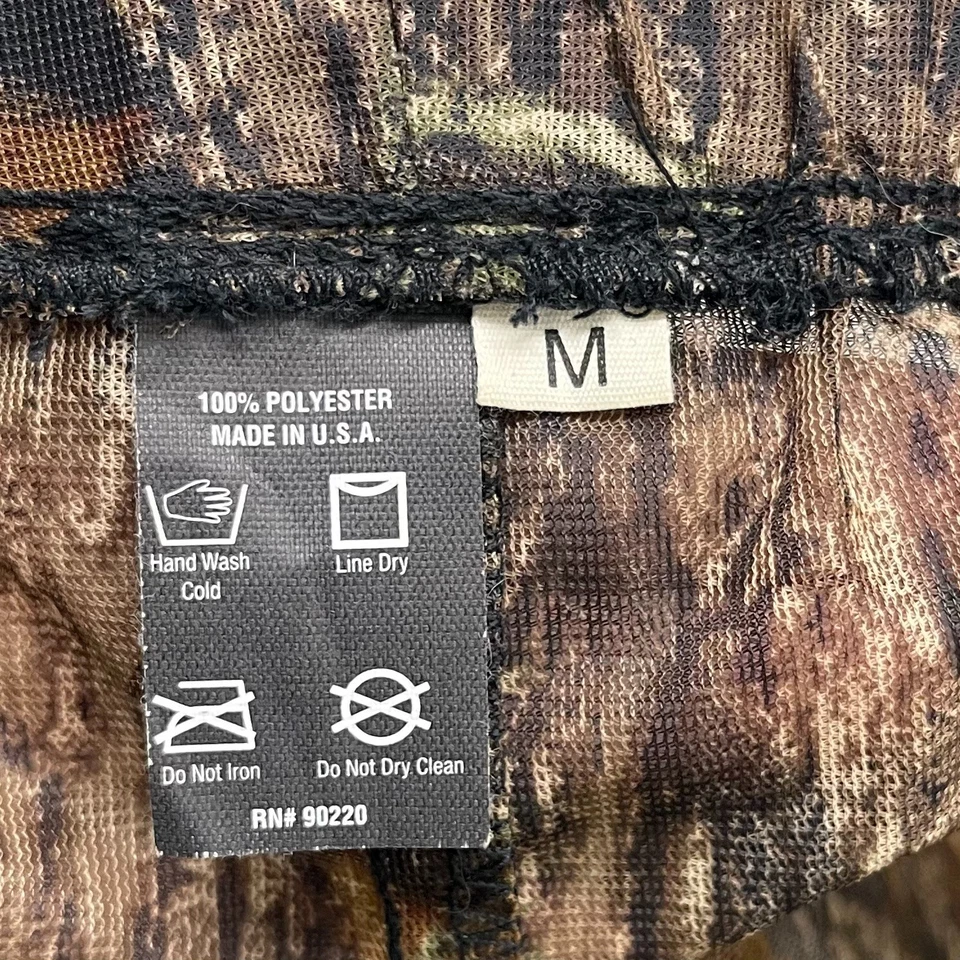 M
100% POLYESTER
MADE IN U.S.A.
Hand Wash
Cold
Line Dry
Do Not Iron
Do Not Dry Clean
RN# 90220